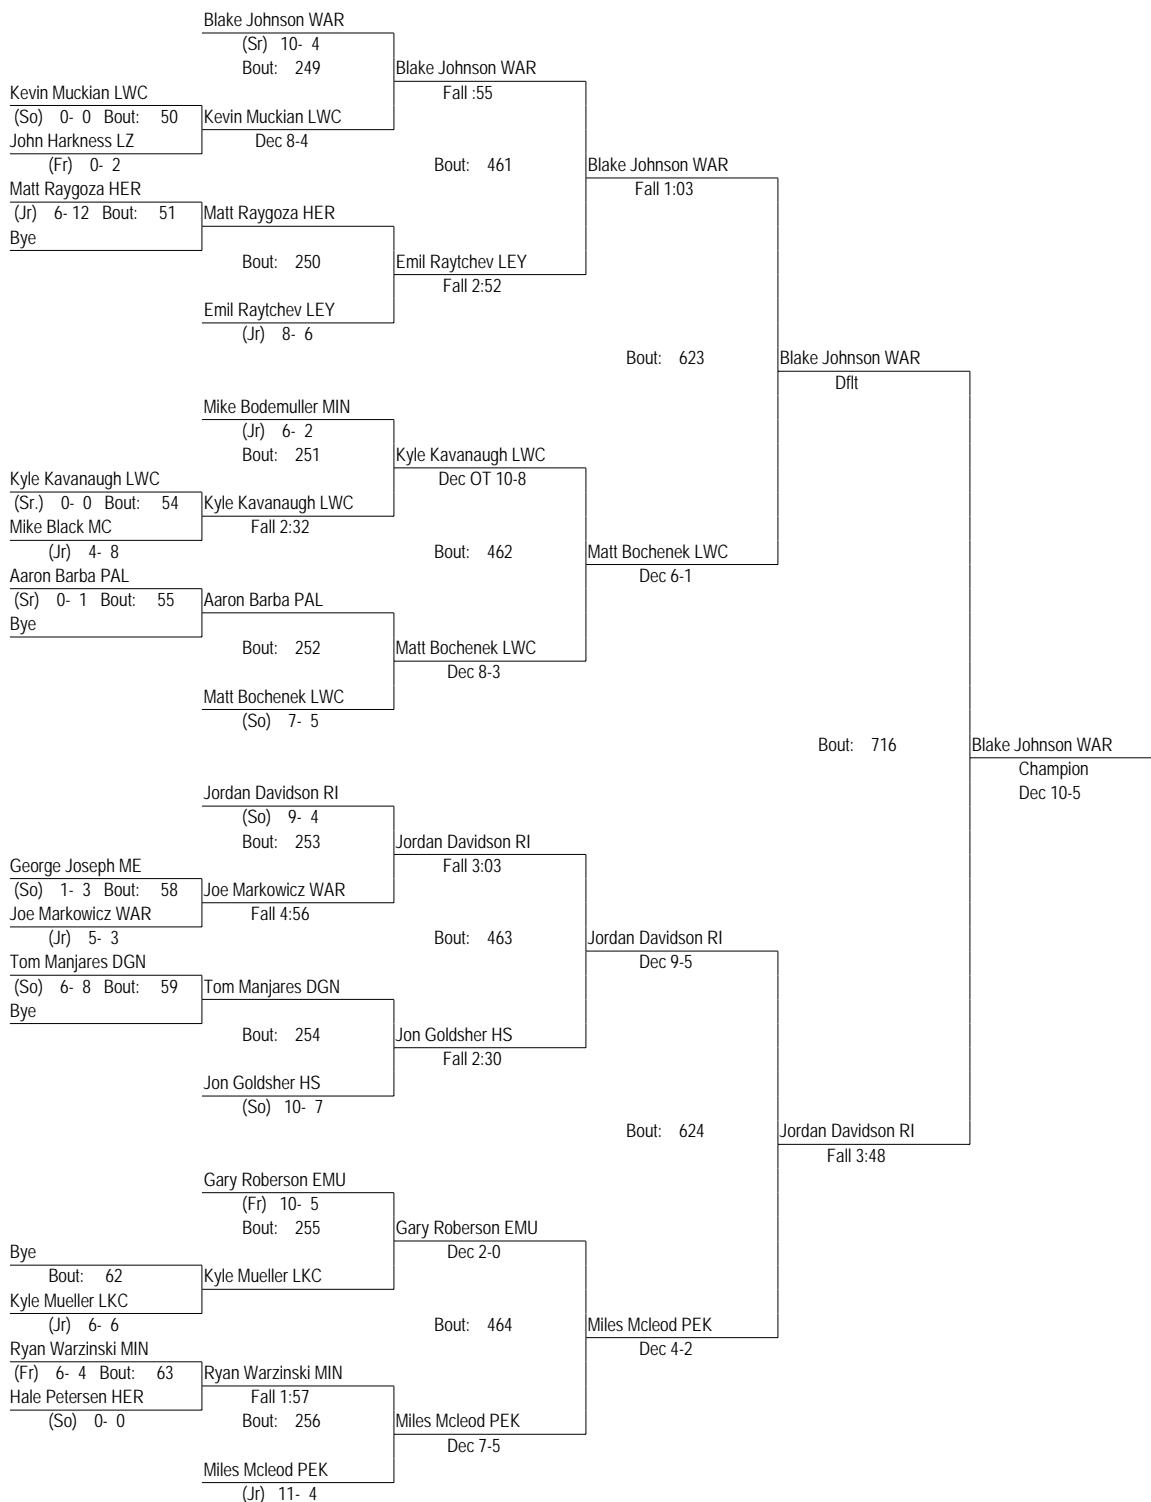 Blake Johnson WAR
(Sr) 10- 4
Bout: 249
Blake Johnson WAR
Fall :55
Kevin Muckian LWC
(So) 0- 0 Bout: 50
Kevin Muckian LWC
Dec 8-4
John Harkness LZ
(Fr) 0- 2
Bout: 461
Blake Johnson WAR
Fall 1:03
Matt Raygoza HER
(Jr) 6- 12 Bout: 51
Matt Raygoza HER
Bye
Bout: 250
Emil Raytchev LEY
Fall 2:52
Emil Raytchev LEY
(Jr) 8- 6
Bout: 623
Blake Johnson WAR
Dflt
Mike Bodemuller MIN
(Jr) 6- 2
Bout: 251
Kyle Kavanaugh LWC
Dec OT 10-8
Kyle Kavanaugh LWC
(Sr.) 0- 0 Bout: 54
Kyle Kavanaugh LWC
Fall 2:32
Mike Black MC
(Jr) 4- 8
Bout: 462
Matt Bochenek LWC
Dec 6-1
Aaron Barba PAL
(Sr) 0- 1 Bout: 55
Aaron Barba PAL
Bye
Bout: 252
Matt Bochenek LWC
Dec 8-3
Matt Bochenek LWC
(So) 7- 5
Bout: 716
Blake Johnson WAR
Champion
Dec 10-5
Jordan Davidson RI
(So) 9- 4
Bout: 253
Jordan Davidson RI
Fall 3:03
George Joseph ME
(So) 1- 3 Bout: 58
Joe Markowicz WAR
Fall 4:56
Joe Markowicz WAR
(Jr) 5- 3
Bout: 463
Jordan Davidson RI
Dec 9-5
Tom Manjares DGN
(So) 6- 8 Bout: 59
Tom Manjares DGN
Bye
Bout: 254
Jon Goldsher HS
Fall 2:30
Jon Goldsher HS
(So) 10- 7
Bout: 624
Jordan Davidson RI
Fall 3:48
Gary Roberson EMU
(Fr) 10- 5
Bout: 255
Gary Roberson EMU
Dec 2-0
Bye
Bout: 62
Kyle Mueller LKC
Kyle Mueller LKC
(Jr) 6- 6
Bout: 464
Miles Mcleod PEK
Dec 4-2
Ryan Warzinski MIN
(Fr) 6- 4 Bout: 63
Ryan Warzinski MIN
Fall 1:57
Hale Petersen HER
(So) 0- 0
Bout: 256
Miles Mcleod PEK
Dec 7-5
Miles Mcleod PEK
(Jr) 11- 4